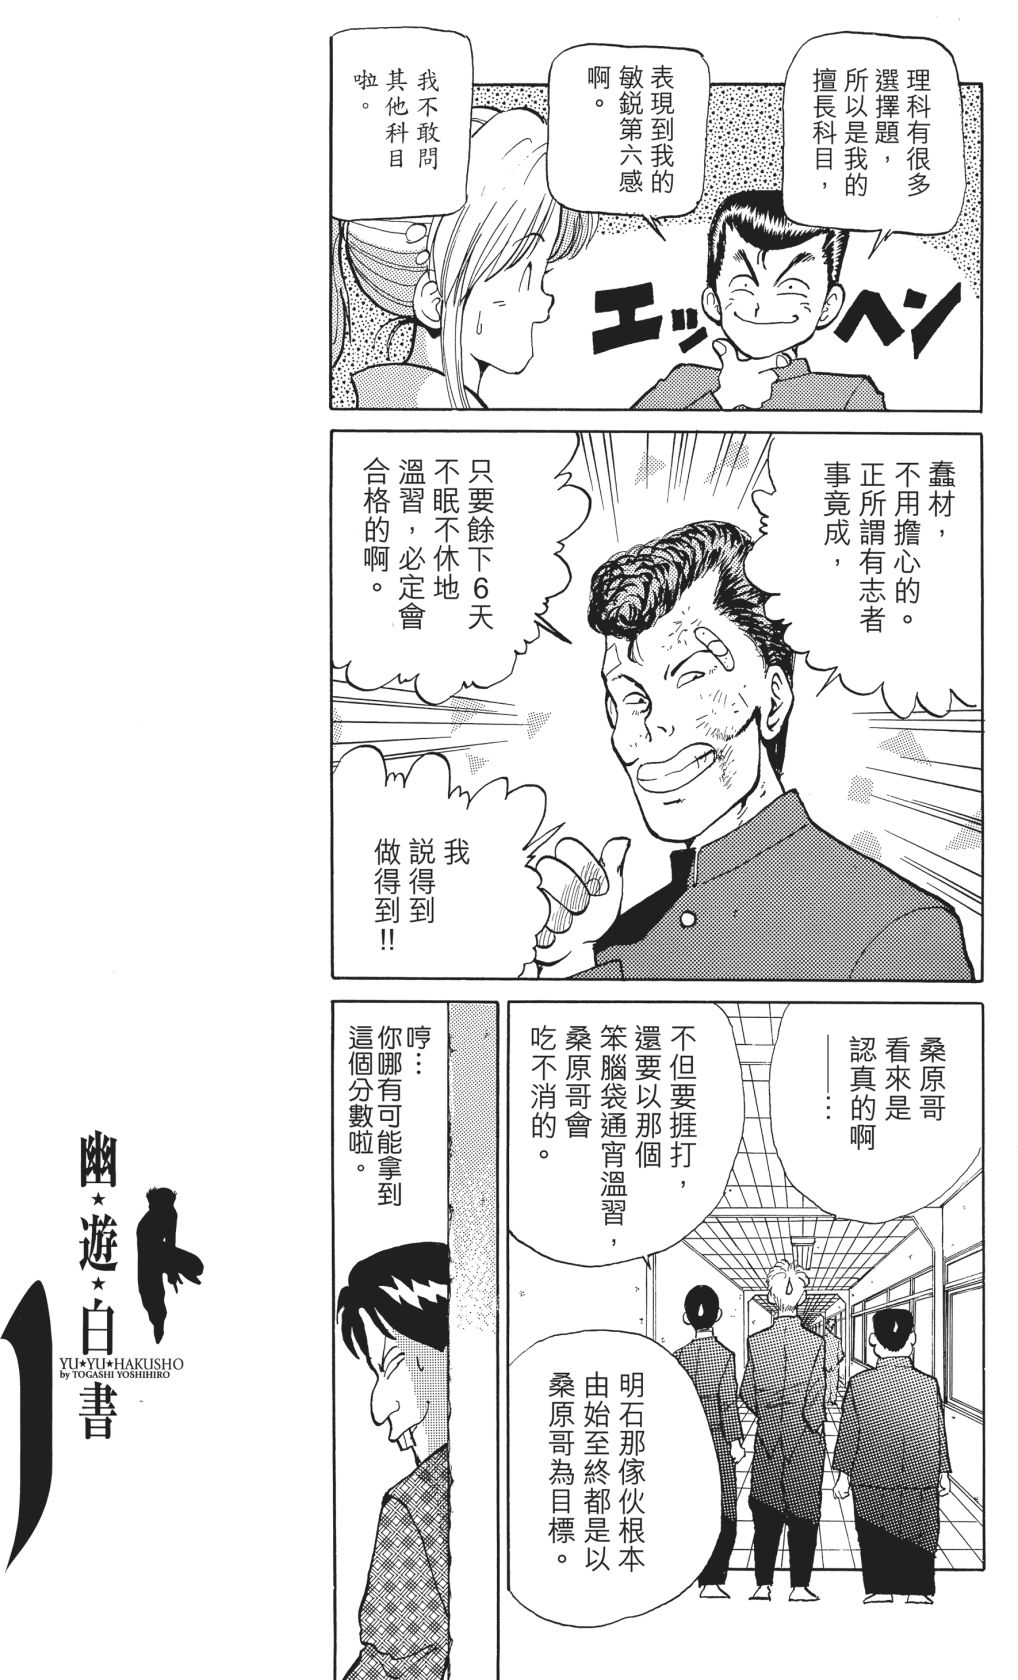 理科有很多
選擇題，
所以是我的
擅長科目，
表現到我的
敏銳第六感
啊。
エッヘン
我不敢問
其他科目
啦。
蠢材，
不用擔心的。
正所謂有志者
事竟成，
只要餘下6天
不眠不休地
溫習，必定會
合格的啊。
我
說得到
做得到!!
桑原哥
看來是
認真的啊
……
不但要捱打，
還要以那個
笨腦袋通宵溫習，
桑原哥會
吃不消的。
明石那傢伙根本
由始至終都是以
桑原哥為目標。
哼…
你哪有可能拿到
這個分數啦。
幽★遊★白書
YU★YU★HAKUSHO
by TOGASHI YOSHIHIRO